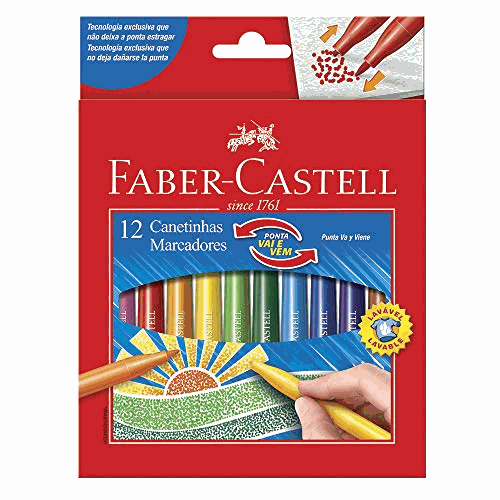 Tecnologia exclusiva que
não deixa a ponta estragar
Tecnología exclusiva que
no deja dañarse la punta
FABER-CASTELL
since 1761
12 Canetinhas
Marcadores
PONTA
VAI E
VEM
Punta Va y Viene
LAVÁVEL
LAVABLE